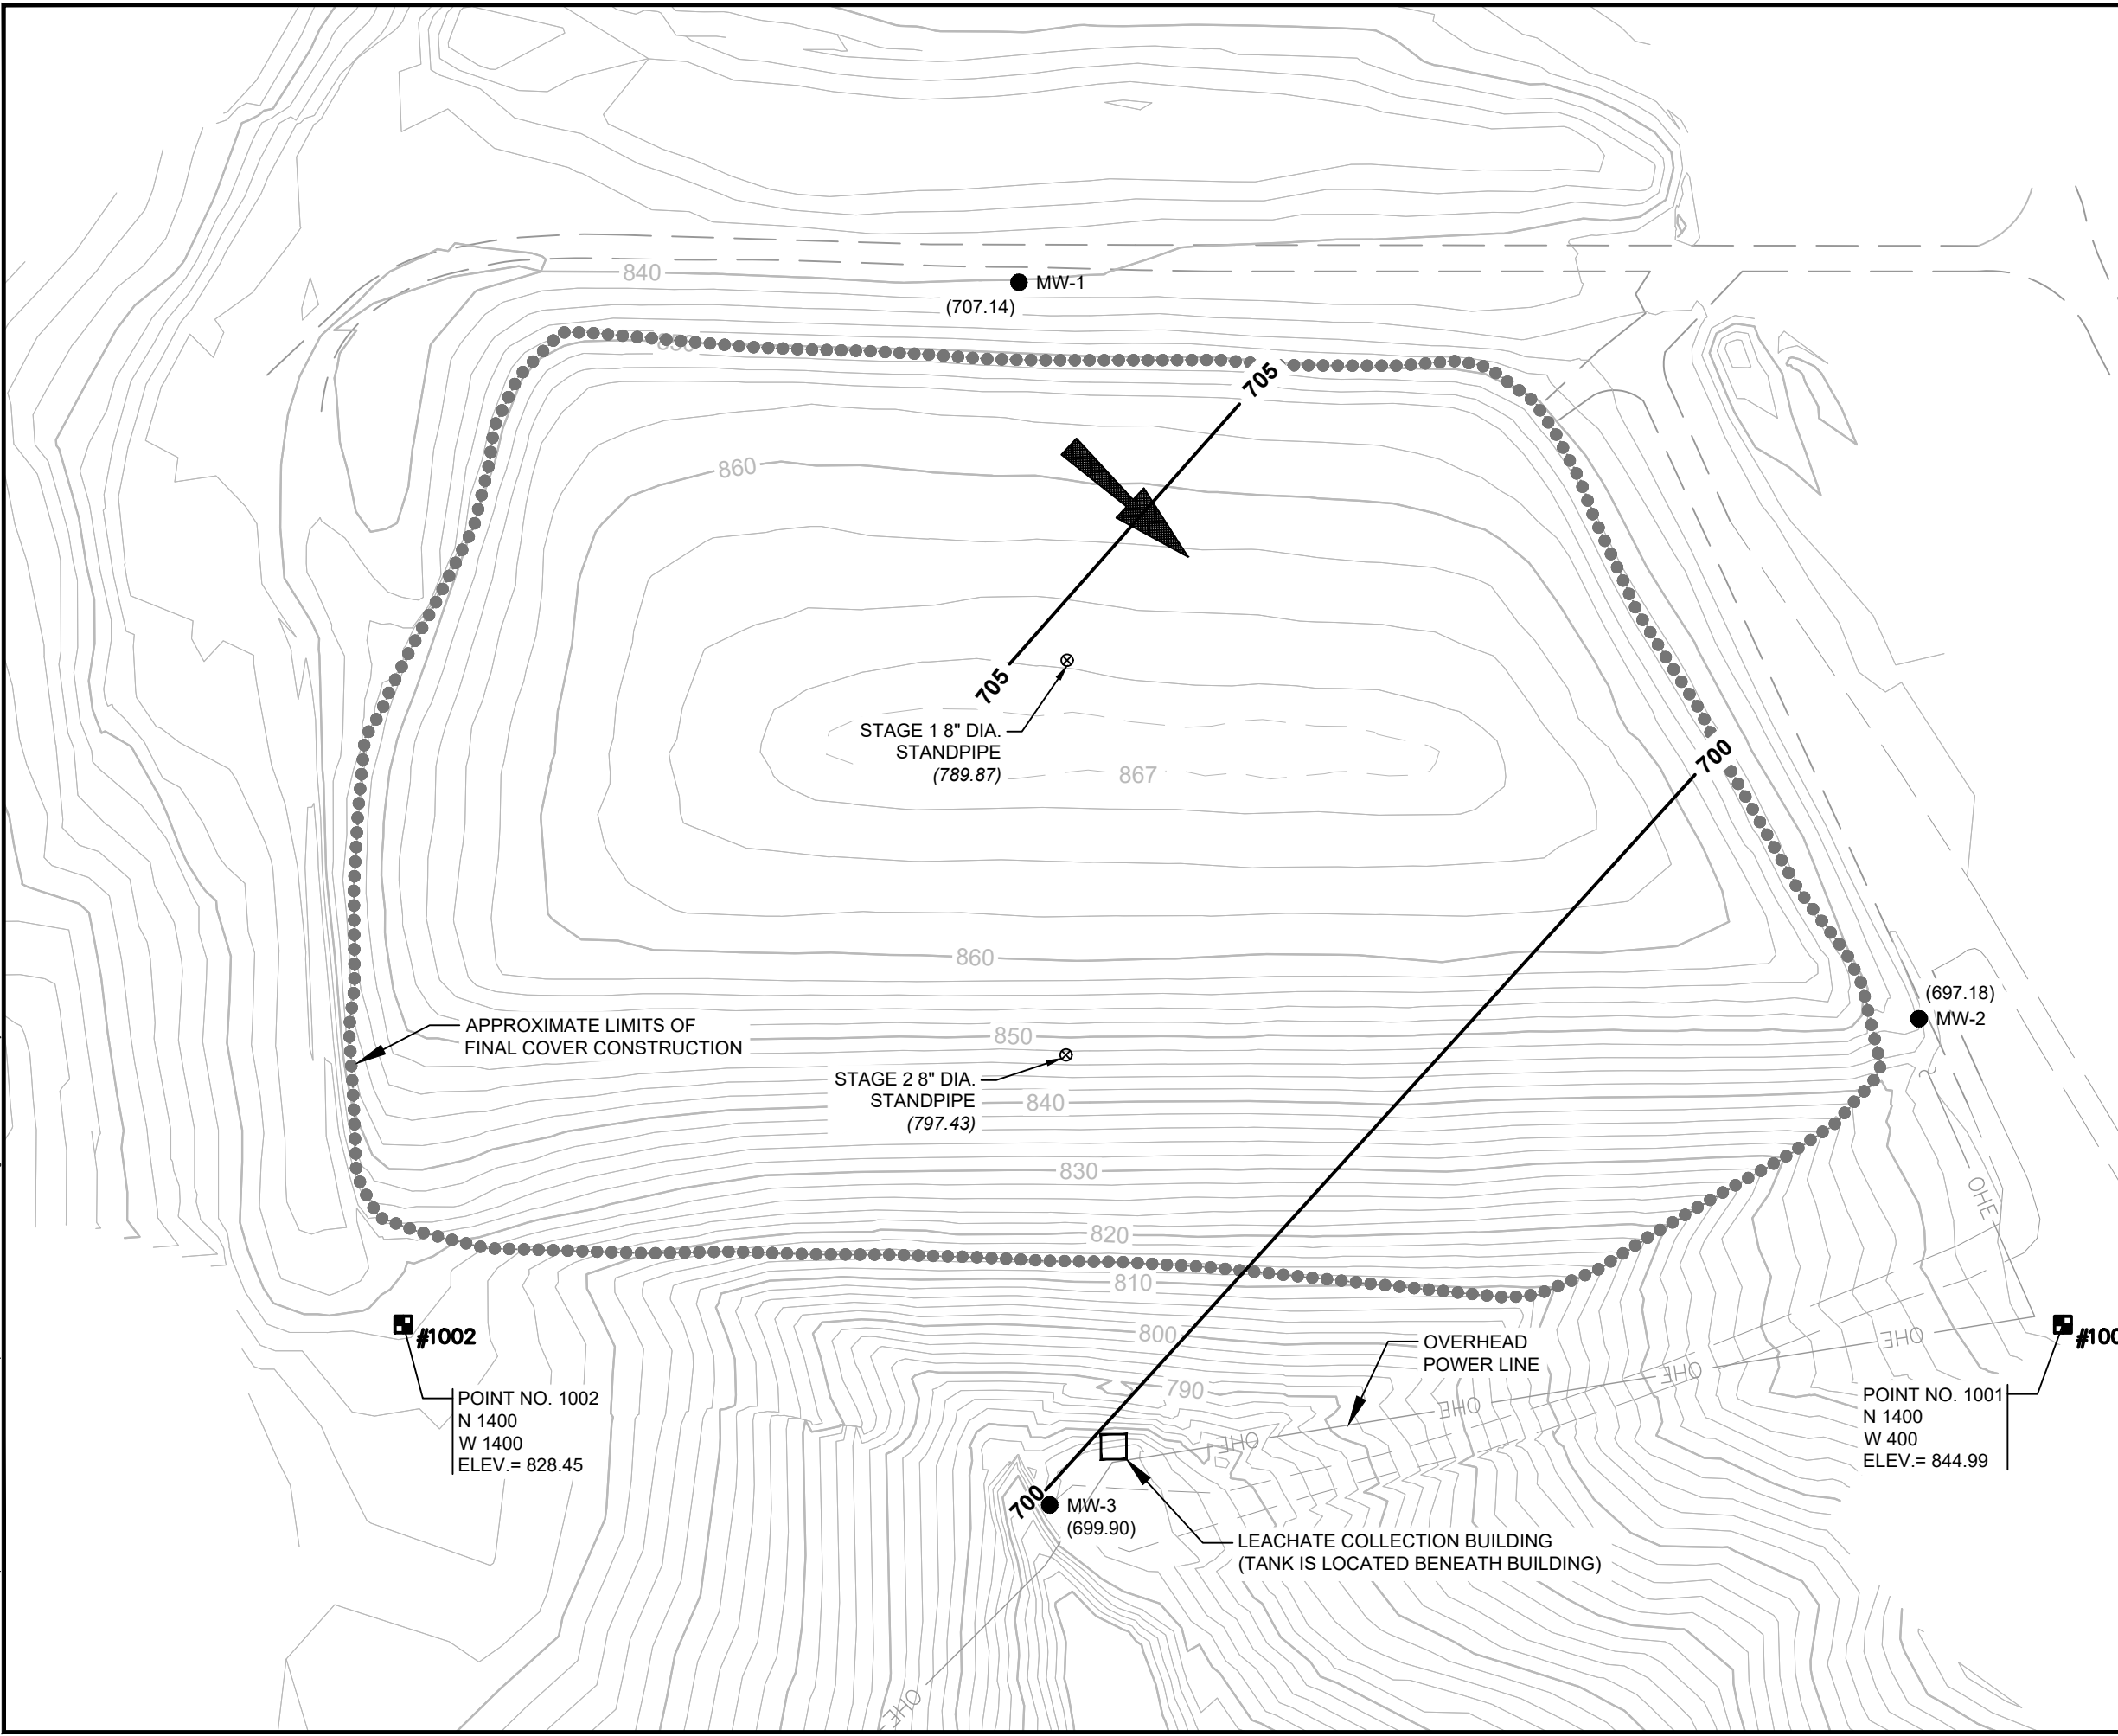 840
MW-1
(707.14)
705
860
705
STAGE 1 8" DIA.
STANDPIPE
(789.87)
867
700
860
(697.18)
MW-2
APPROXIMATE LIMITS OF
FINAL COVER CONSTRUCTION
850
STAGE 2 8" DIA.
STANDPIPE
(797.43)
840
830
OHE
820
810
#1002
800
OVERHEAD
POWER LINE
OHE
OHE
POINT NO. 1002
N 1400
W 1400
ELEV.= 828.45
790
OHE
POINT NO. 1001
N 1400
W 400
ELEV.= 844.99
OHE
700
MW-3
(699.90)
LEACHATE COLLECTION BUILDING
(TANK IS LOCATED BENEATH BUILDING)
OHE